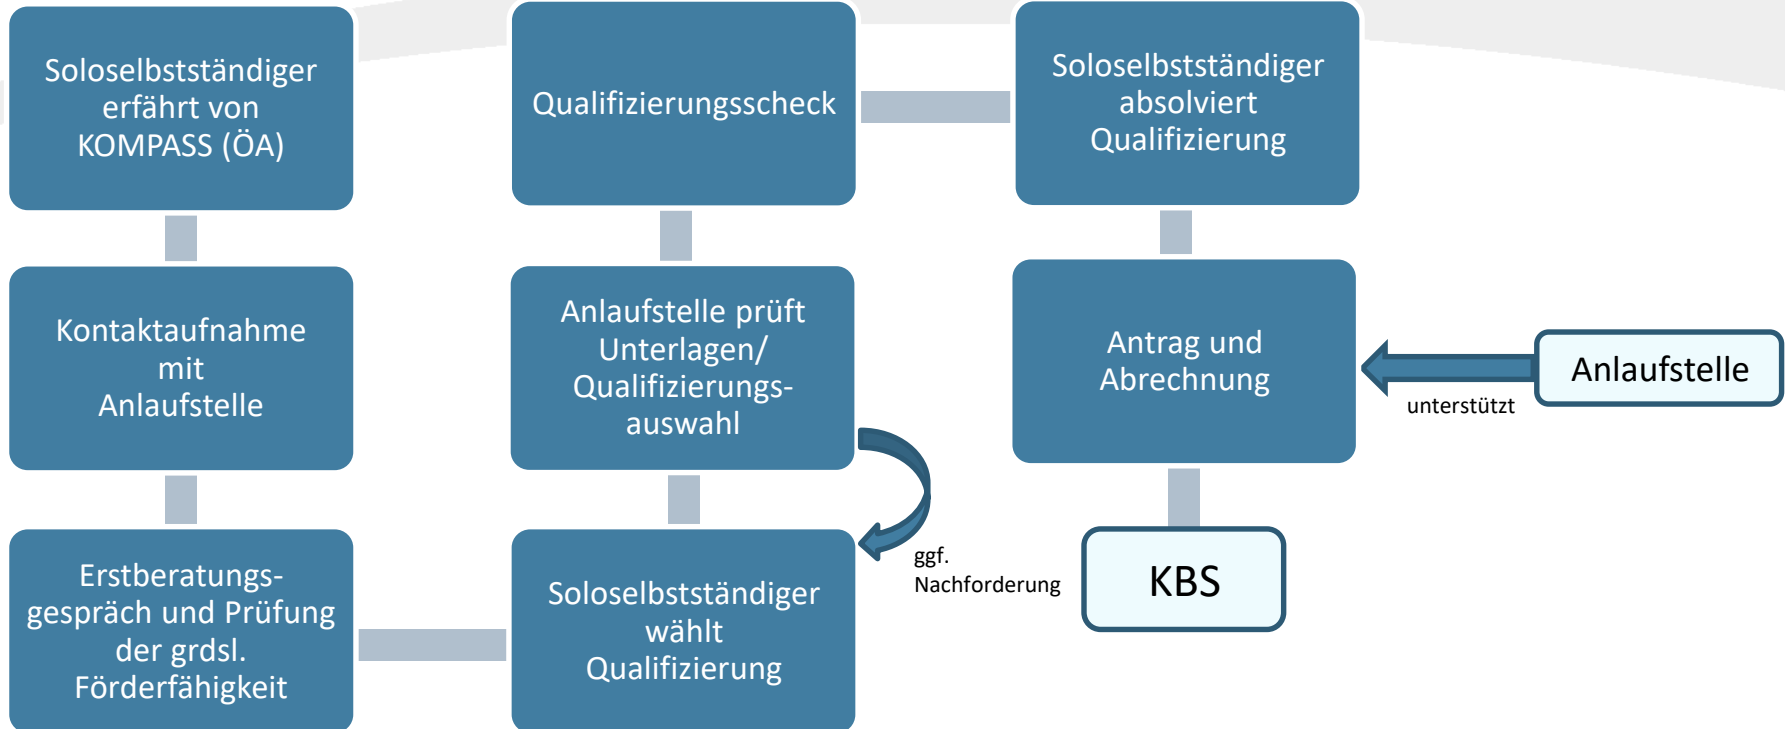 Soloselbstständiger
erfährt von
KOMPASS (ÖA)
Kontaktaufnahme
mit
Anlaufstelle
Erstberatungs-
gespräch und Prüfung
der grdsl.
Förderfähigkeit
Soloselbstständiger
wählt
Qualifizierung
Anlaufstelle prüft
Unterlagen/
Qualifizierungs-
auswahl
ggf.
Nachforderung
Qualifizierungsscheck
Soloselbstständiger
absolviert
Qualifizierung
Antrag und
Abrechnung
unterstützt
Anlaufstelle
KBS